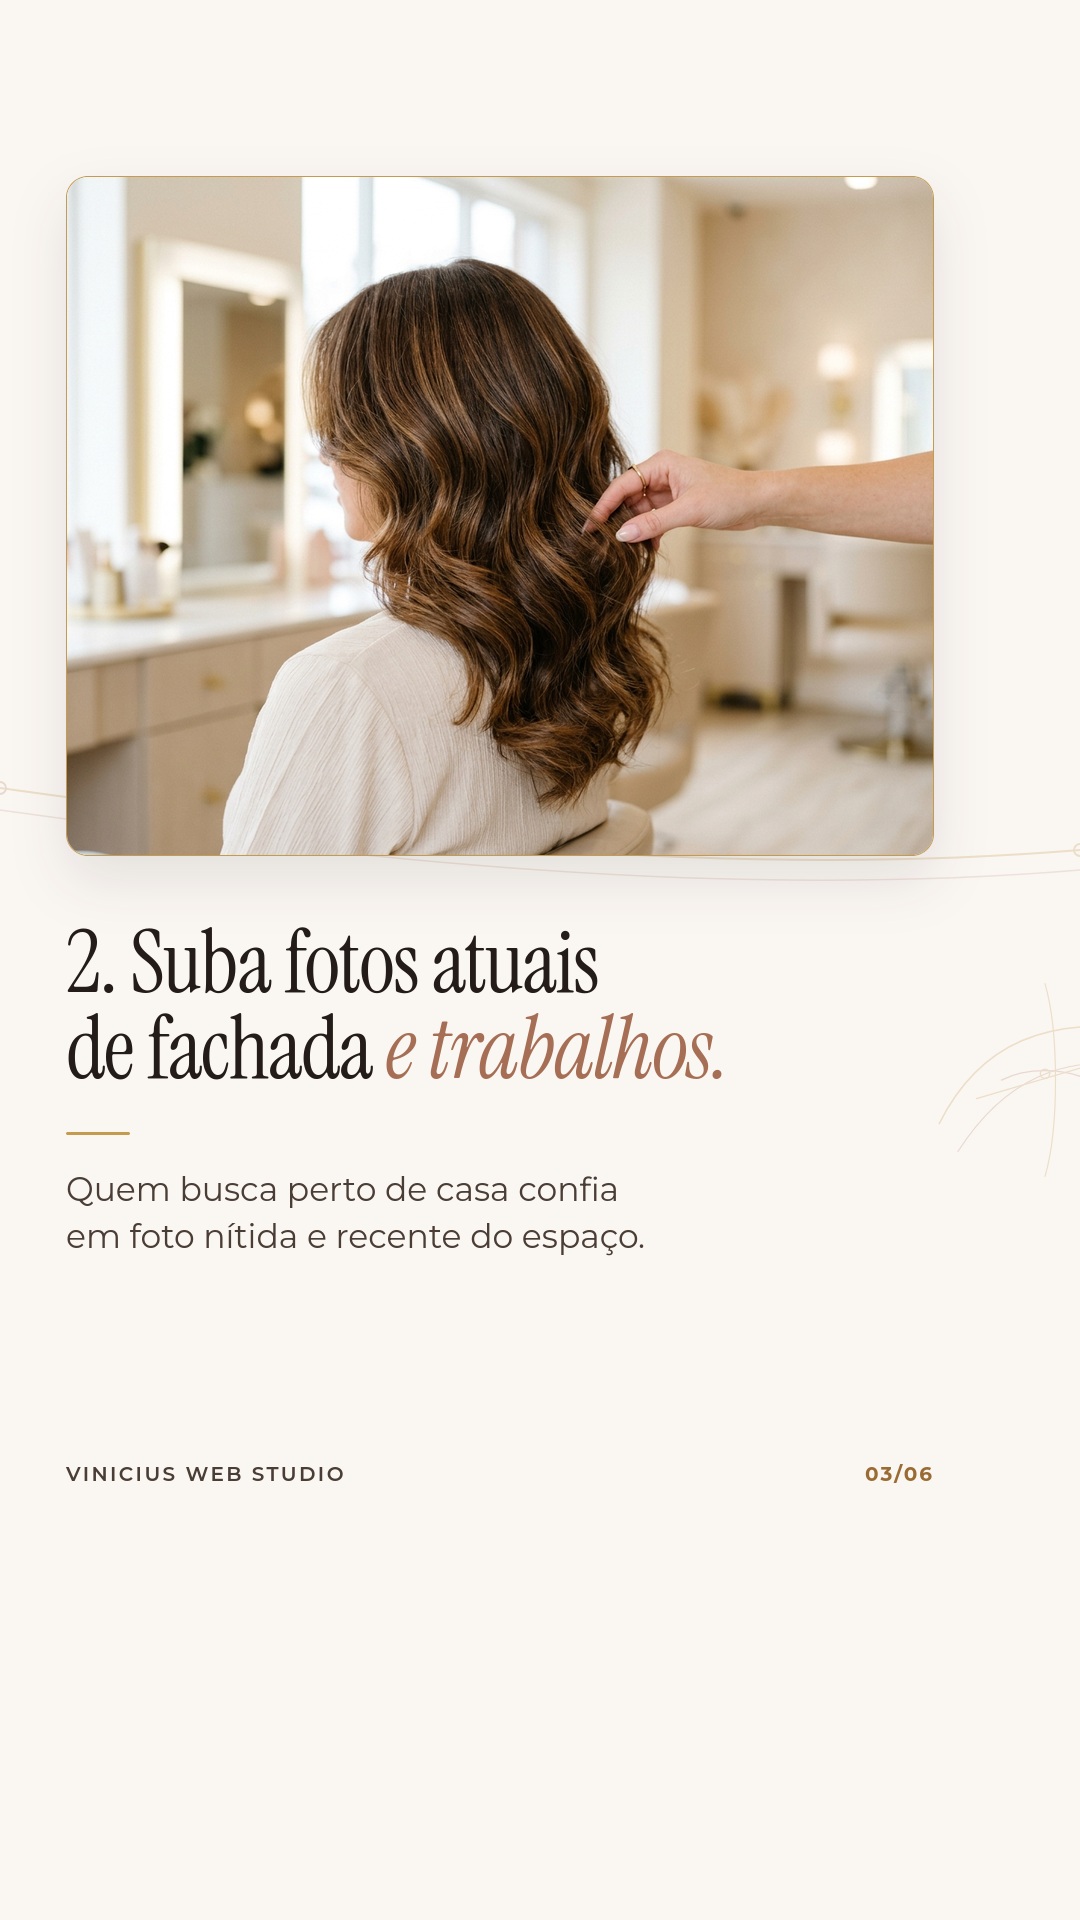 2. Suba fotos atuais
de fachada e trabalhos.
Quem busca perto de casa confia
em foto nítida e recente do espaço.
VINICIUS WEB STUDIO
03/06